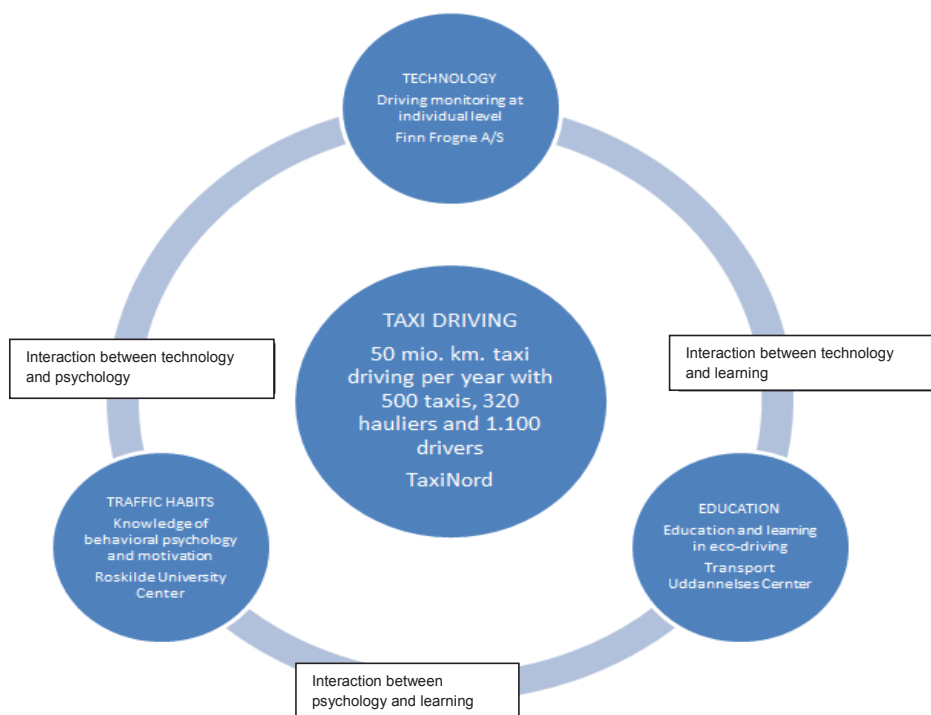 TECHNOLOGY
Driving monitoring at
individual level
Finn Frogne A/S
Interaction between technology
and psychology
TAXI DRIVING
50 mio. km. taxi
driving per year with
500 taxis, 320
hauliers and 1.100
drivers
TaxiNord
Interaction between technology
and learning
TRAFFIC HABITS
Knowledge of
behavioral psychology
and motivation
Roskilde University
Center
EDUCATION
Education and learning
in eco-driving
Transport
Uddannelses Cernter
Interaction between
psychology and learning